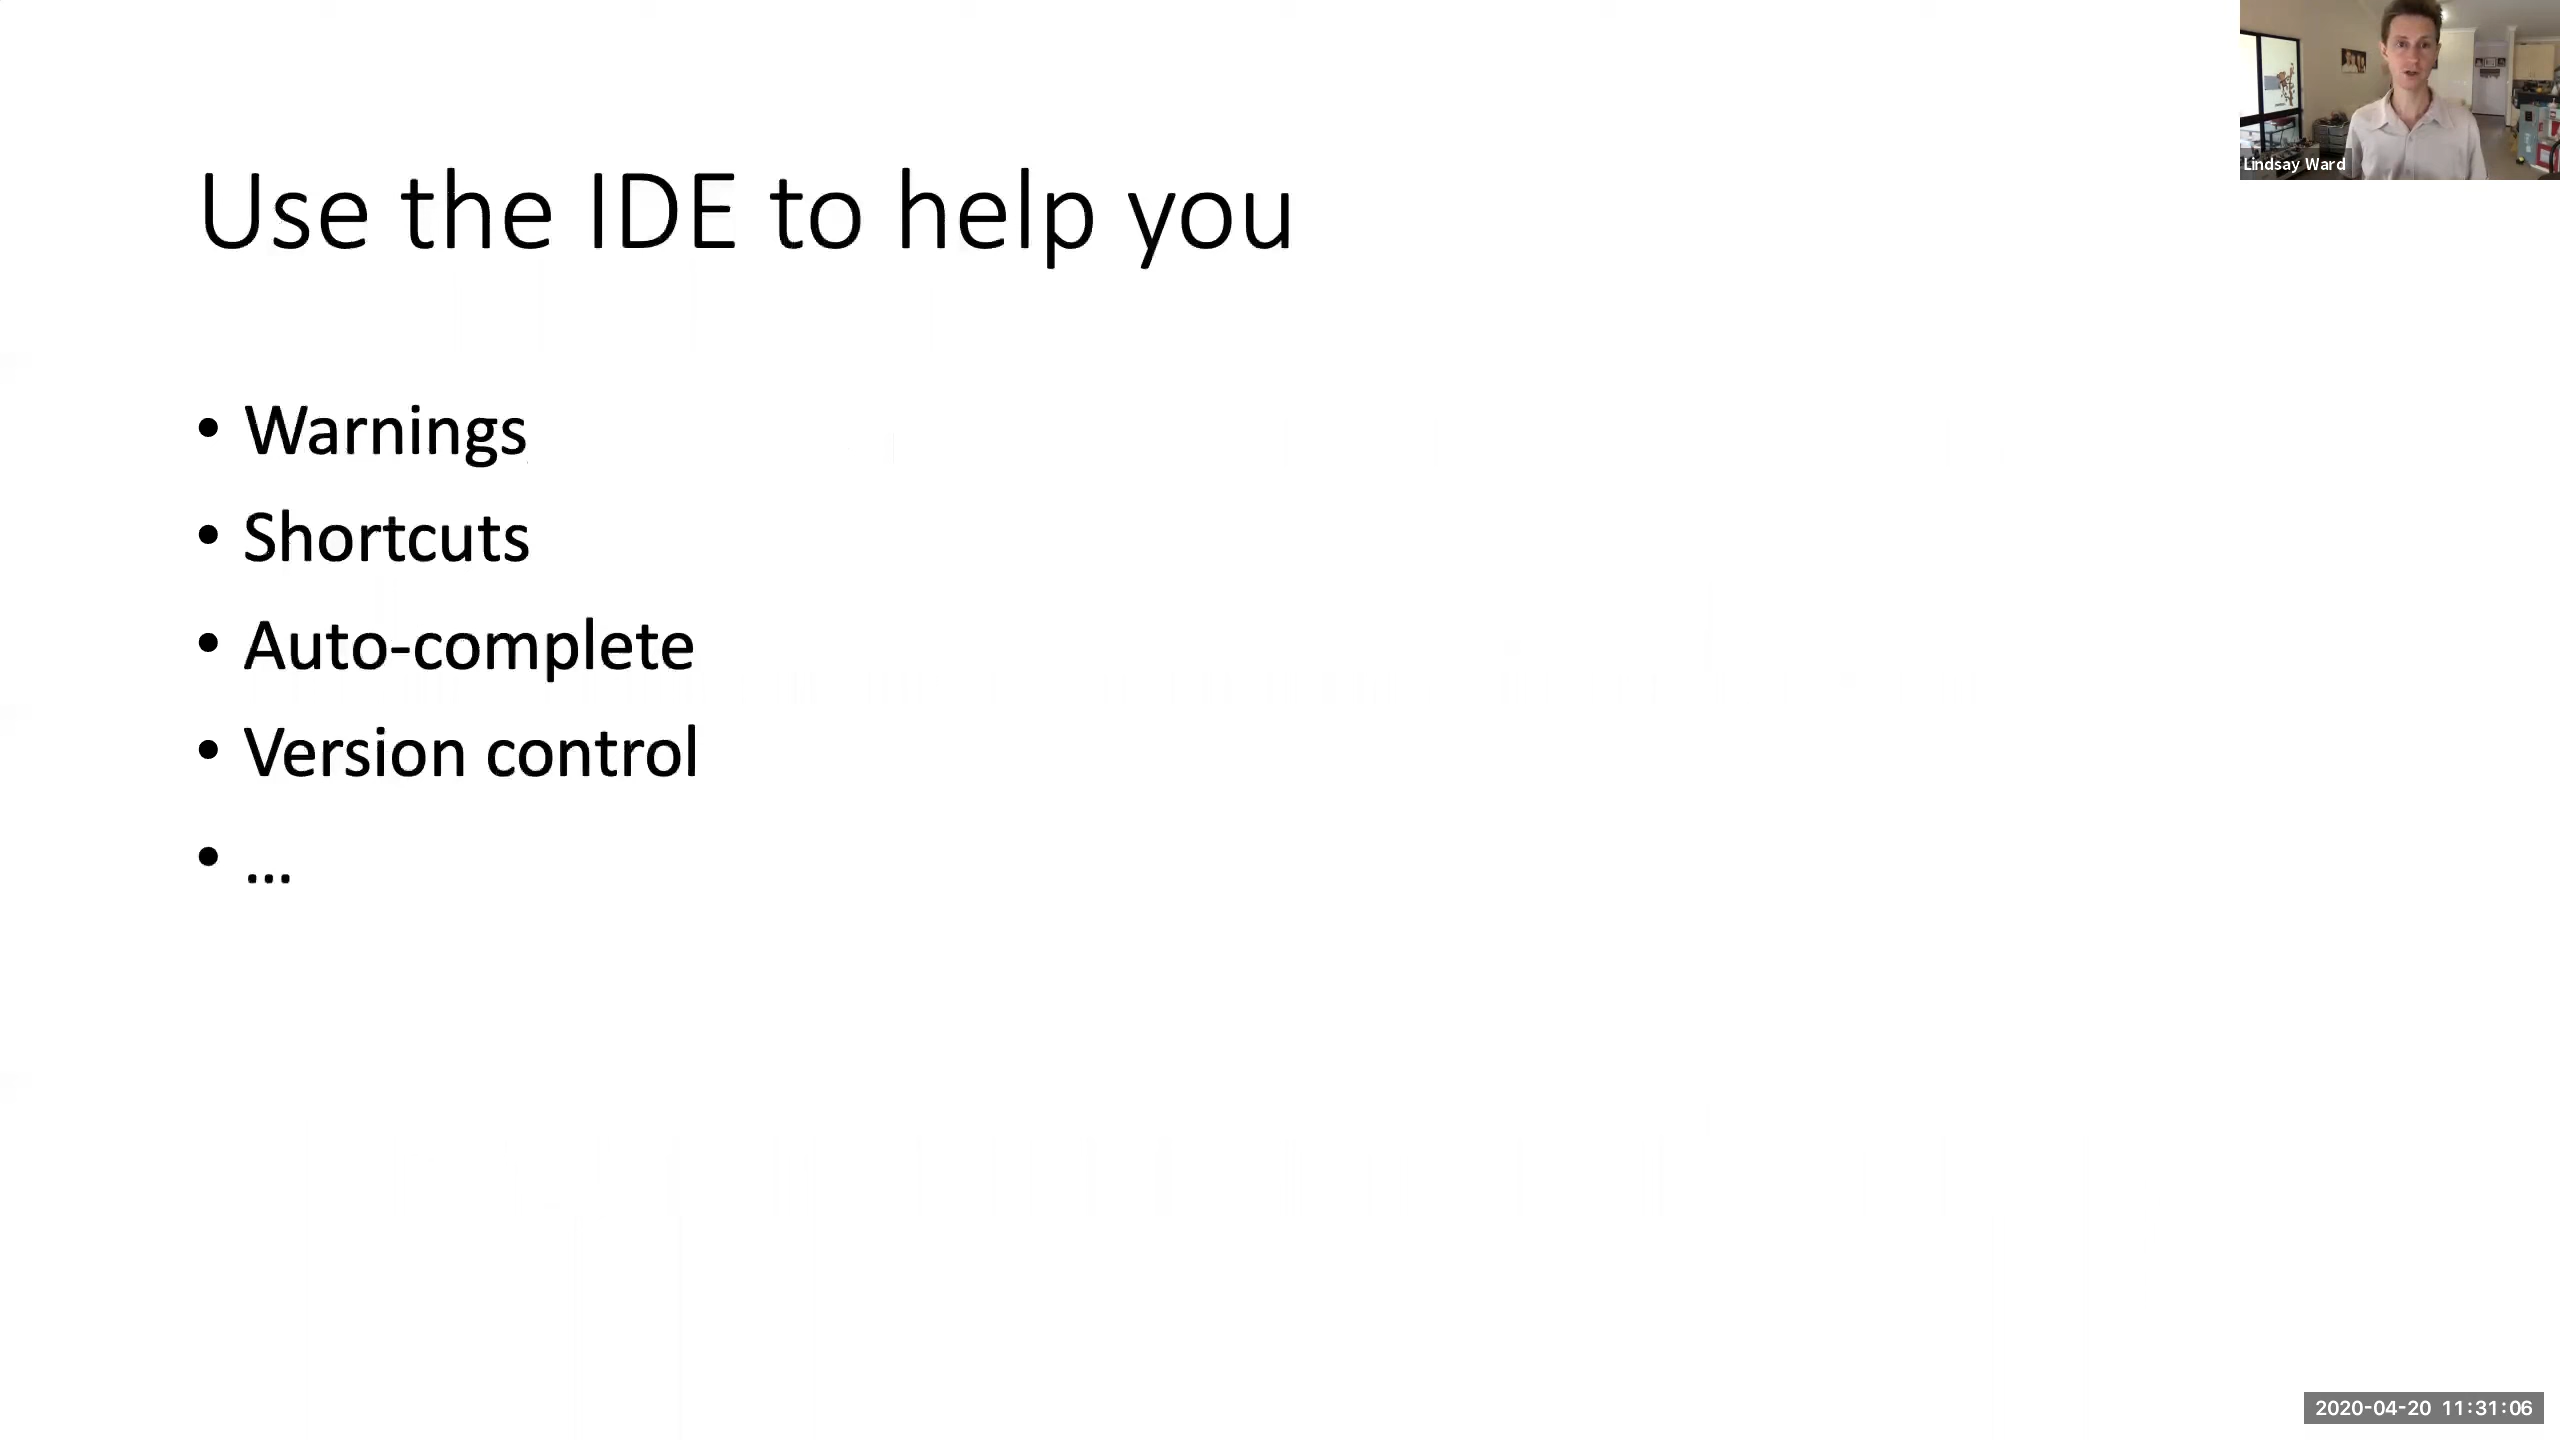 Use the IDE to help you
• Warnings
• Shortcuts
• Auto-complete
• Version control
• ...
Lindsay Ward
2020-04-20 11:31:06